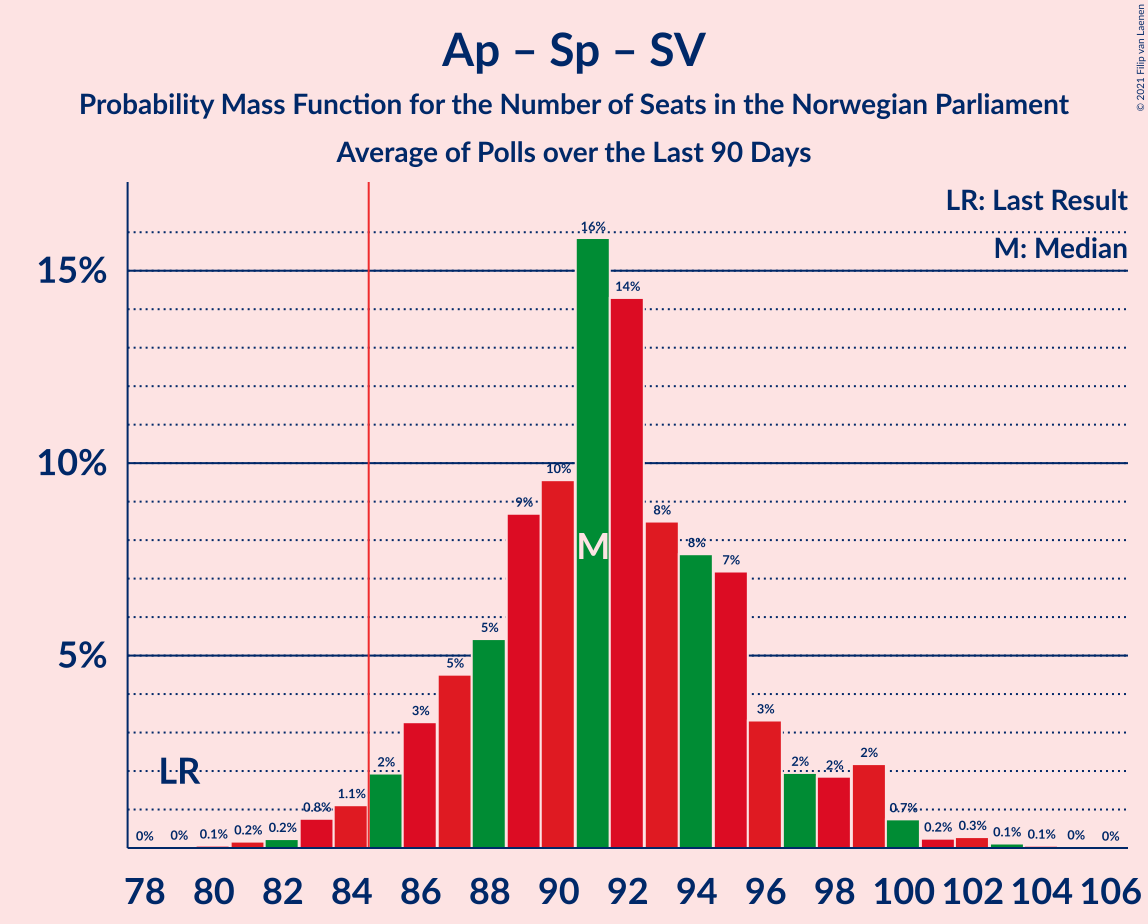 Ap – Sp – SV
Probability Mass Function for the Number of Seats in the Norwegian Parliament
Average of Polls over the Last 90 Days
© 2021 Filip van Laenen
LR: Last Result
M: Median
15%
10%
5%
0% 0% 0.1% 0.2% 0.2% 0.8% 1.1% 2% 3% 5% 5% 9% 10% 16% 14% 8% 8% 7% 3% 2% 2% 2% 0.7% 0.2% 0.3% 0.1% 0.1% 0% 0%
M
LR
78 80 82 84 86 88 90 92 94 96 98 100 102 104 106